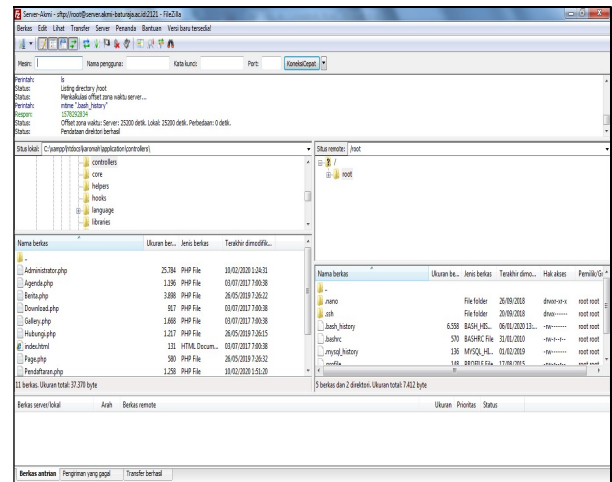 Server-Akmi - sftp://root@server.akmi-baturaja.ac.id:2121 - FileZilla
Berkas Edit Lihat Transfer Server Penanda Bantuan Versi baru tersedia!
Mesin: Nama pengguna: Kata kunci: Port: KoneksiCepat
Perintah: ls
Status: Listing directory /root
Status: Menkalkulasi offset zona waktu server...
Perintah: mtime ".bash_history"
Respon: 1578292834
Status: Offset zona waktu: Server: 25200 detik. Lokal: 25200 detik. Perbedaan: 0 detik.
Status: Pendataan direktori berhasil
Situs lokal: C:\xampp\htdocs\karomah\application\controllers\
Situs remote: /root
controllers
core
helpers
hooks
language
libraries
/
root
Nama berkas Ukuran be... Jenis berkas Terakhir dimodifik...
..
Administrator.php 25.784 PHP File 10/02/2020 1:24:31
Agenda.php 1.196 PHP File 03/07/2017 7:00:38
Berita.php 3.898 PHP File 26/05/2019 7:26:22
Download.php 917 PHP File 03/07/2017 7:00:38
Gallery.php 1.668 PHP File 03/07/2017 7:00:38
Hubungi.php 1.217 PHP File 26/05/2019 7:26:15
index.html 131 HTML Docum... 03/07/2017 7:00:38
Page.php 580 PHP File 26/05/2019 7:26:32
Pendaftaran.php 1.258 PHP File 10/02/2020 1:51:20
11 berkas. Ukuran total: 37.370 byte
Nama berkas Ukuran be... Jenis berkas Terakhir dimo... Hak akses Pemilik/Gr
..
.nano File folder 26/09/2018 drwxr-xr-x root root
.ssh File folder 20/09/2018 drwx------ root root
.bash_history 6.558 BASH_HIS... 06/01/2020 13:... -rw------- root root
.bashrc 570 BASHRC File 31/01/2010 -rw-r--r-- root root
.mysql_history 136 MYSQL_HI... 01/02/2019 -rw------- root root
.profile 148 PROFILE File 17/08/2015 -rw-r--r-- root root
5 berkas dan 2 direktori. Ukuran total: 7.412 byte
Berkas server/lokal Arah Berkas remote Ukuran Prioritas Status
Berkas antrian Pengiriman yang gagal Transfer berhasil